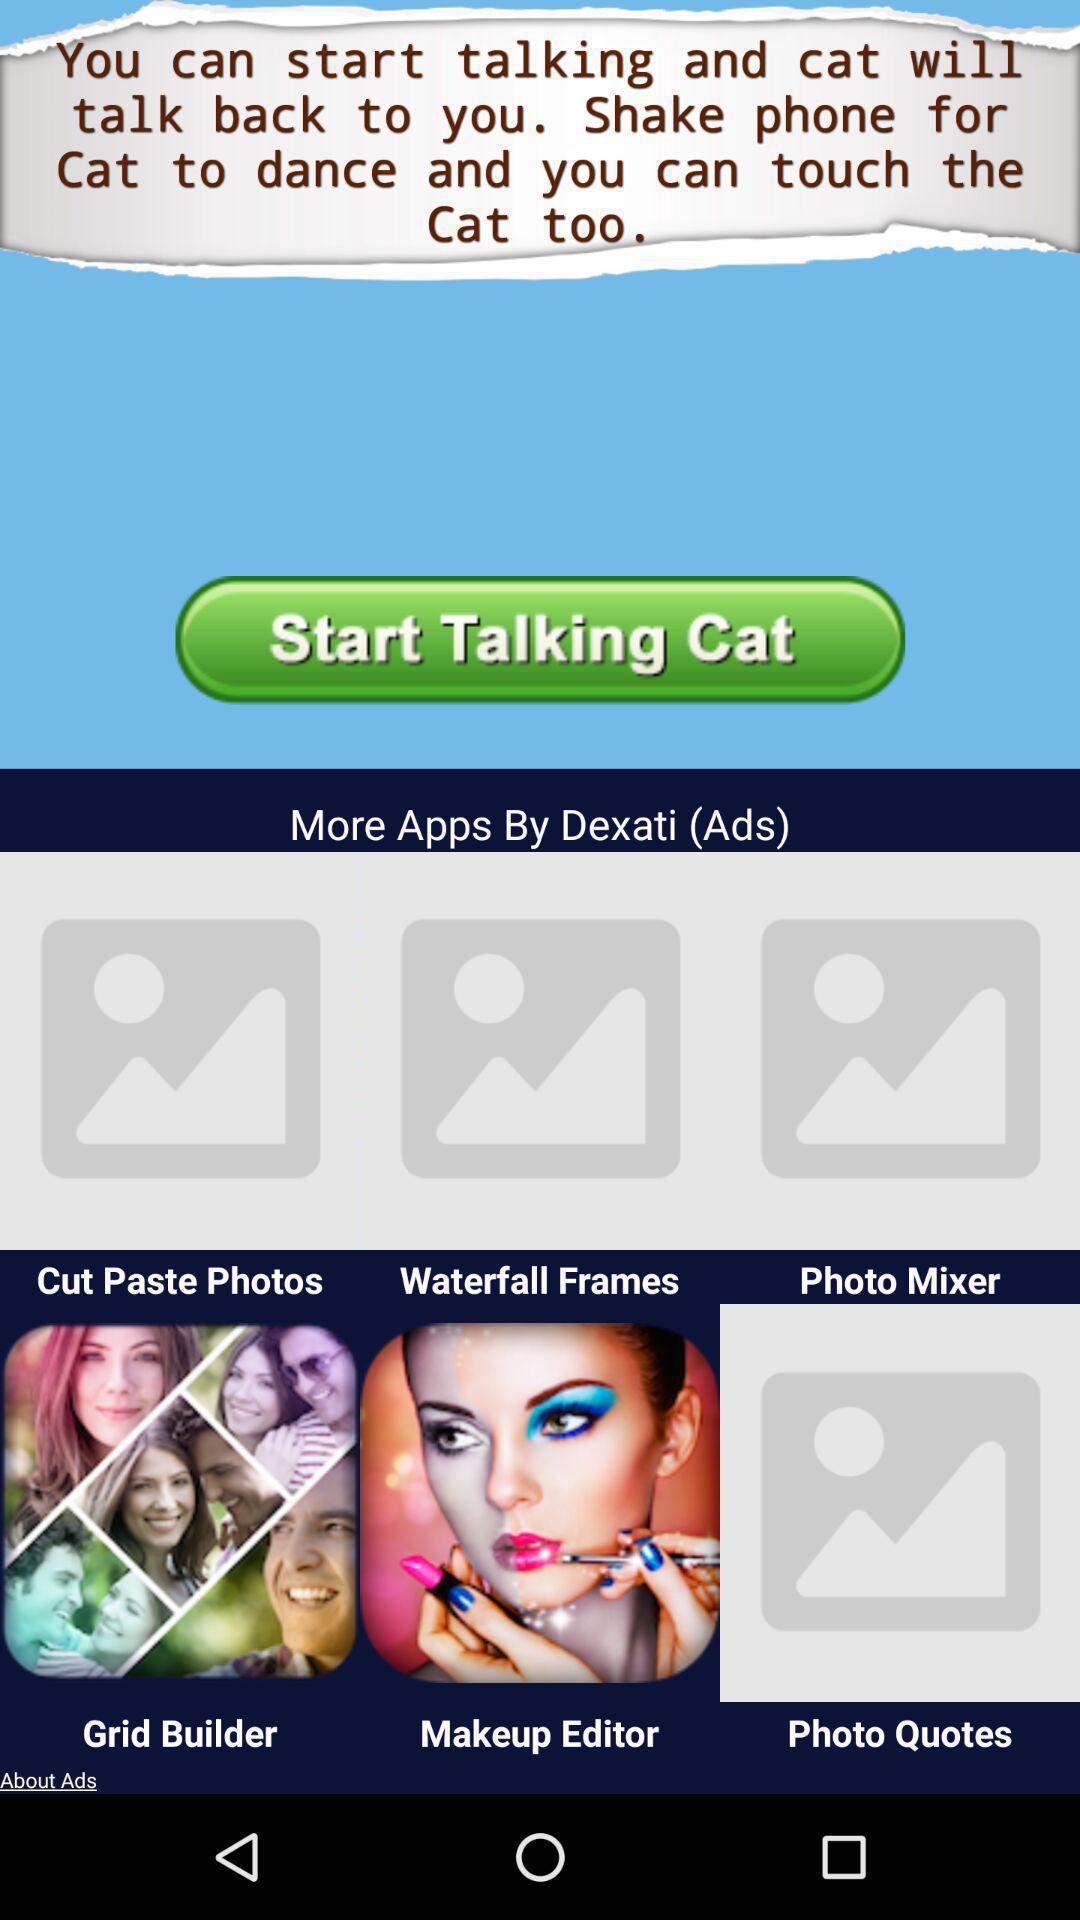 You can start talking and cat will
talk back to you. Shake phone for
Cat to dance and you can touch the
Cat too.
Start Talking Cat
More Apps By Dexati (Ads)
Cut Paste Photos
Waterfall Frames
Photo Mixer
Grid Builder
Makeup Editor
Photo Quotes
About Ads